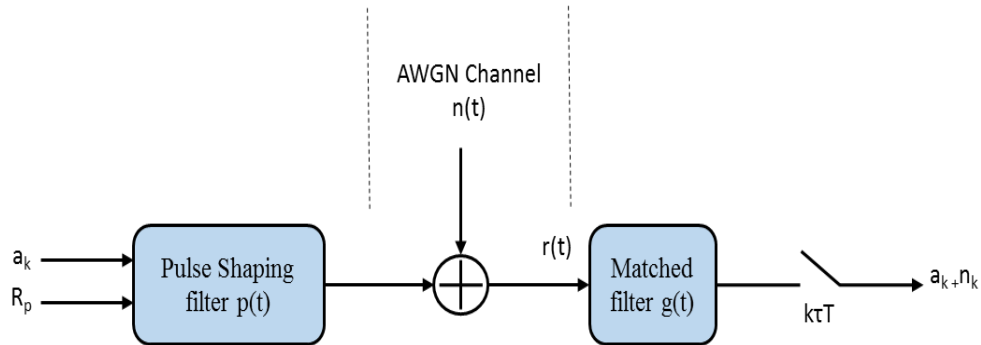 AWGN Channel
n(t)
a_k
R_p
Pulse Shaping
filter p(t)
r(t)
Matched
filter g(t)
kτT
a_k + n_k